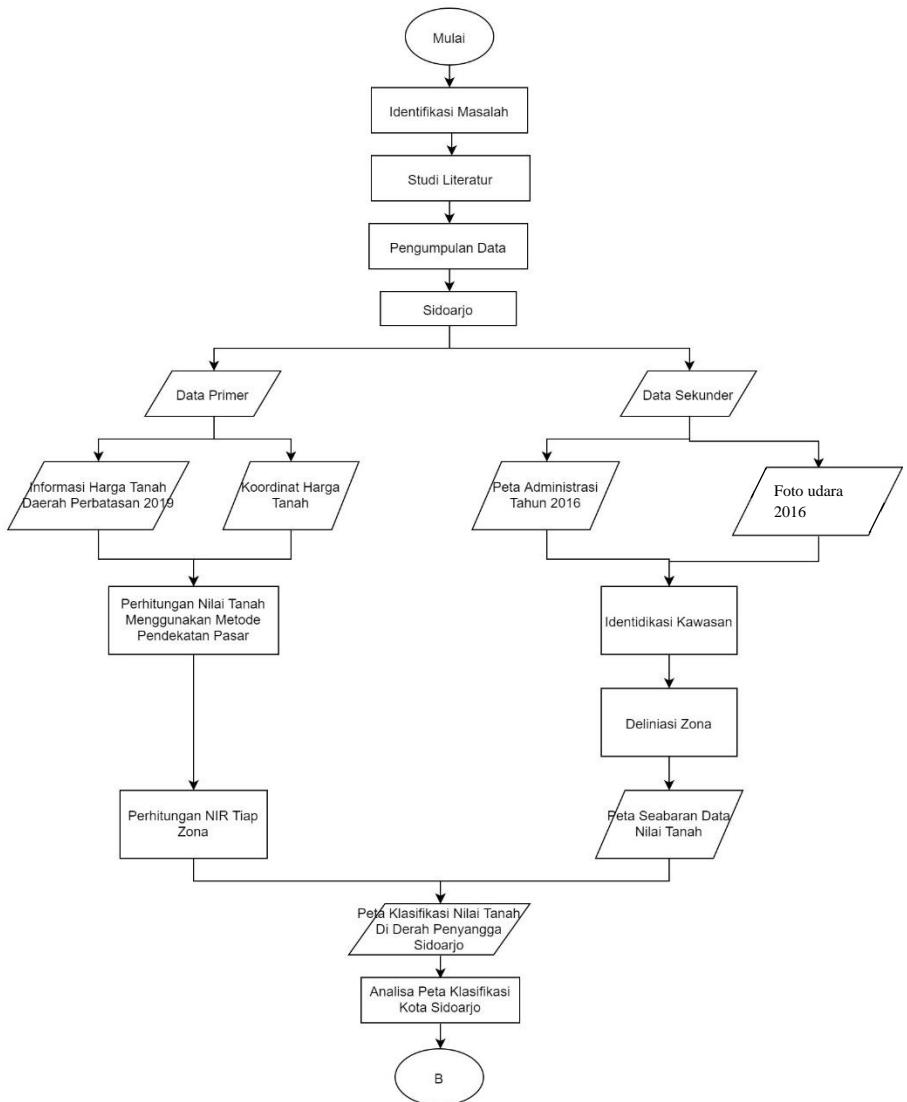 Mulai
Identifikasi Masalah
Studi Literatur
Pengumpulan Data
Sidoarjo
Data Primer
Data Sekunder
Informasi Harga Tanah
Daerah Perbatasan 2019
Koordinat Harga
Tanah
Peta Administrasi
Tahun 2016
Foto udara
2016
Perhitungan Nilai Tanah
Menggunakan Metode
Pendekatan Pasar
Identidikasi Kawasan
Deliniasi Zona
Perhitungan NIR Tiap
Zona
Peta Seabaran Data
Nilai Tanah
Peta Klasifikasi Nilai Tanah
Di Derah Penyangga
Sidoarjo
Analisa Peta Klasifikasi
Kota Sidoarjo
B